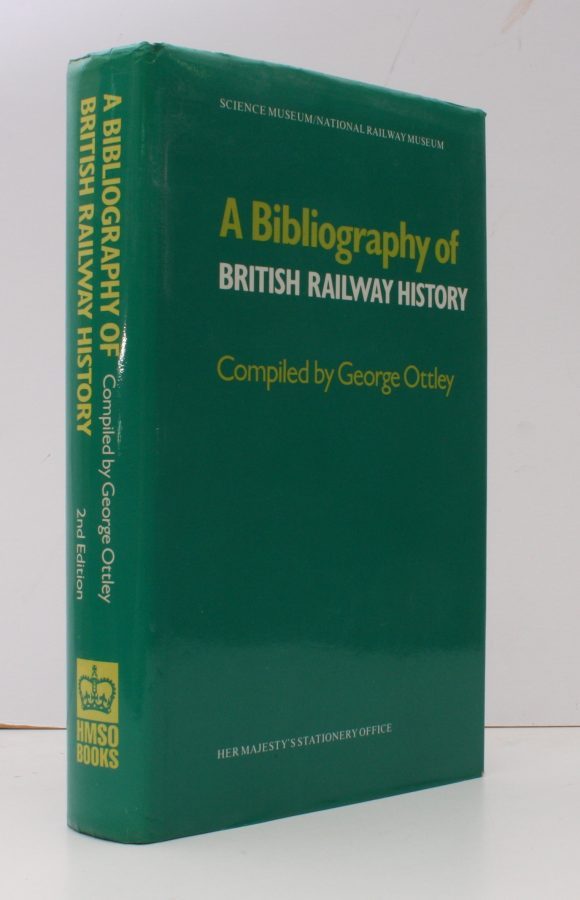 SCIENCE MUSEUM/NATIONAL RAILWAY MUSEUM
A Bibliography of
BRITISH RAILWAY HISTORY
Compiled by George Ottley
HER MAJESTY'S STATIONERY OFFICE
A BIBLIOGRAPHY OF
BRITISH RAILWAY HISTORY
Compiled by George Ottley
2nd Edition
HMSO
BOOKS